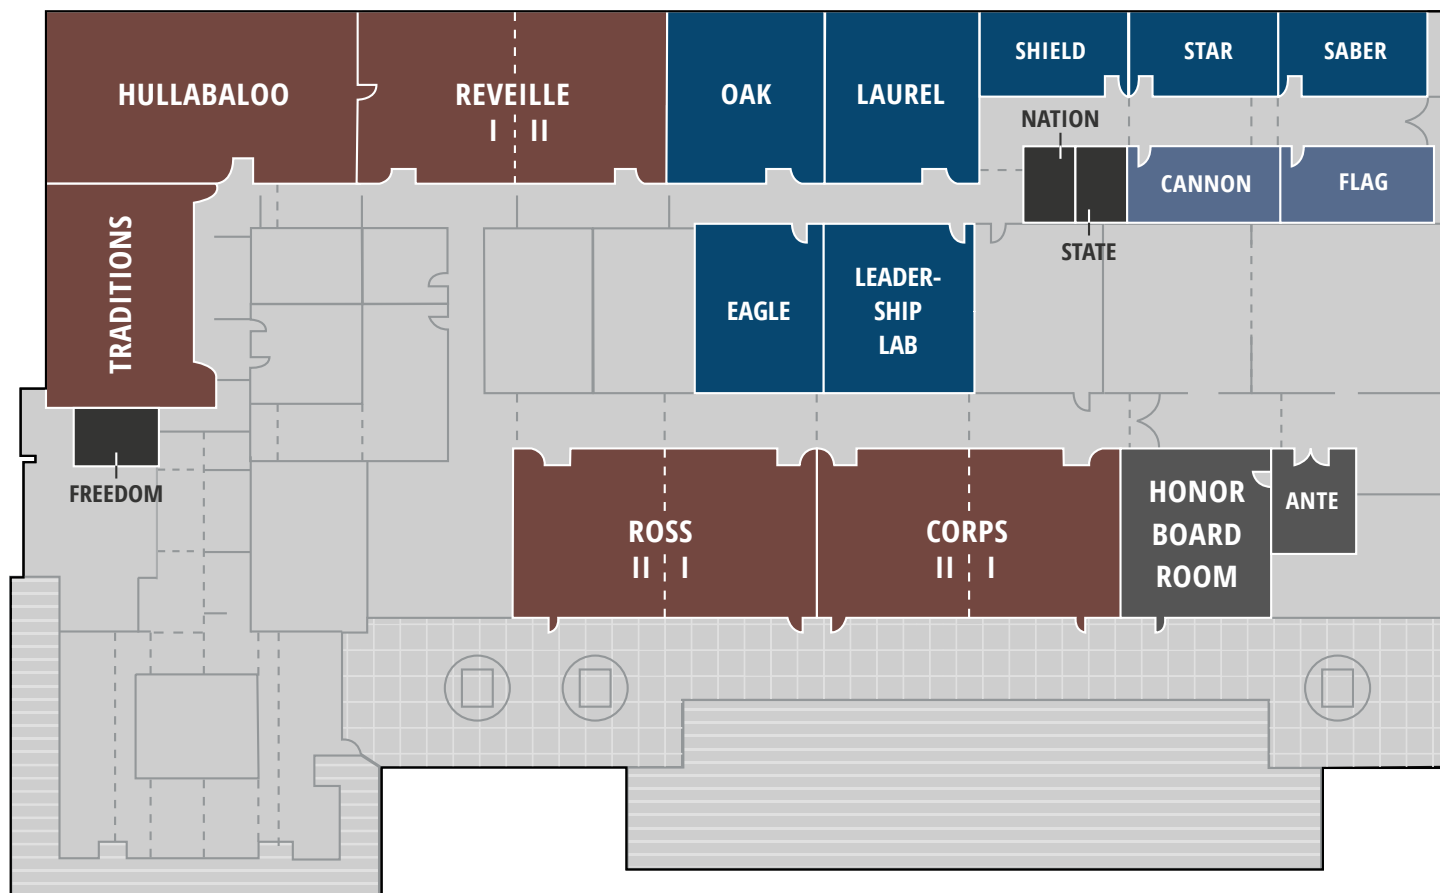 HULLABALOO
REVEILLE
I II
OAK
LAUREL
SHIELD
STAR
SABER
NATION
STATE
CANNON
FLAG
TRADITIONS
FREEDOM
EAGLE
LEADER-
SHIP
LAB
ROSS
II I
CORPS
II I
HONOR
BOARD
ROOM
ANTE